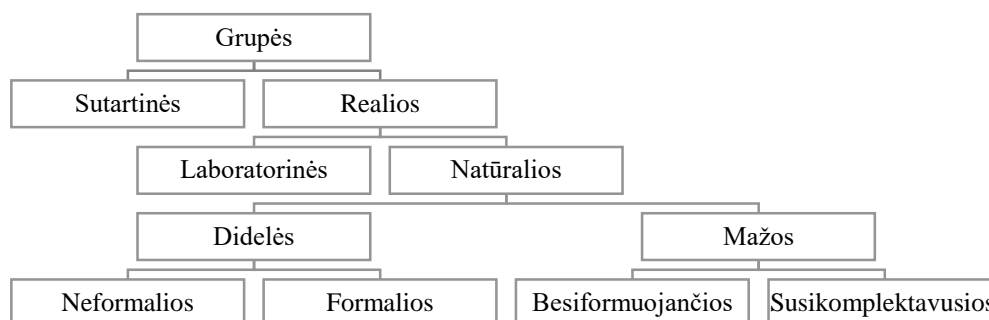 Grupės
Sutartinės
Realios
Laboratorinės
Natūralios
Didelės
Mažos
Neformalios
Formalios
Besiformuojančios
Susikomplektavusios